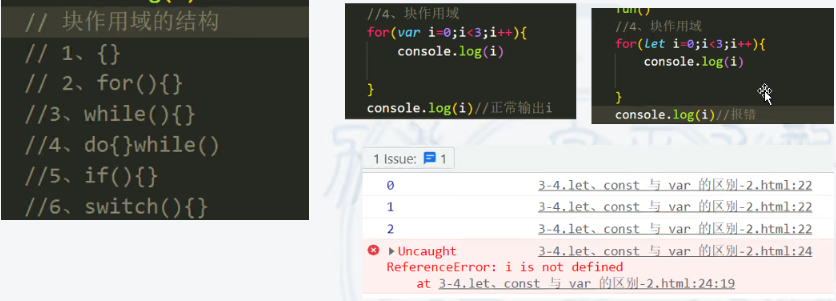 // 块作用域的结构
// 1、{}
// 2、for(){}
//3、while(){}
//4、do{}while()
//5、if(){}
//6、switch(){}
//4、块作用域
for(var i=0;i<3;i++){
console.log(i)
}
console.log(i)//正常输出i
fun()
//4、块作用域
for(let i=0;i<3;i++){
console.log(i)
}
console.log(i)//报错
1 Issue: 1
0 3-4.let、const 与 var 的区别-2.html:22
1 3-4.let、const 与 var 的区别-2.html:22
2 3-4.let、const 与 var 的区别-2.html:22
Uncaught 3-4.let、const 与 var 的区别-2.html:24
ReferenceError: i is not defined
at 3-4.let、const 与 var 的区别-2.html:24:19